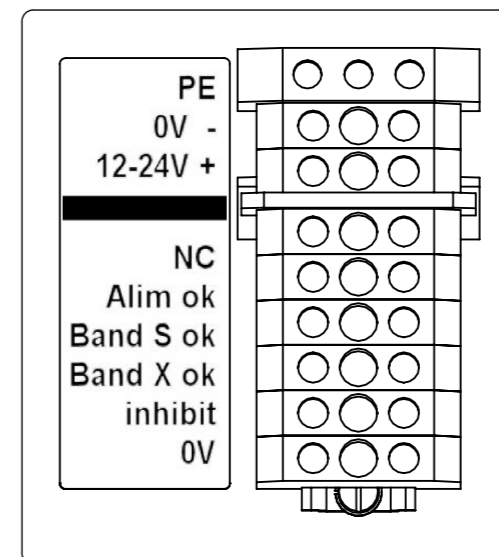 PE
0V -
12-24V +
NC
Alim ok
Band S ok
Band X ok
inhibit
0V